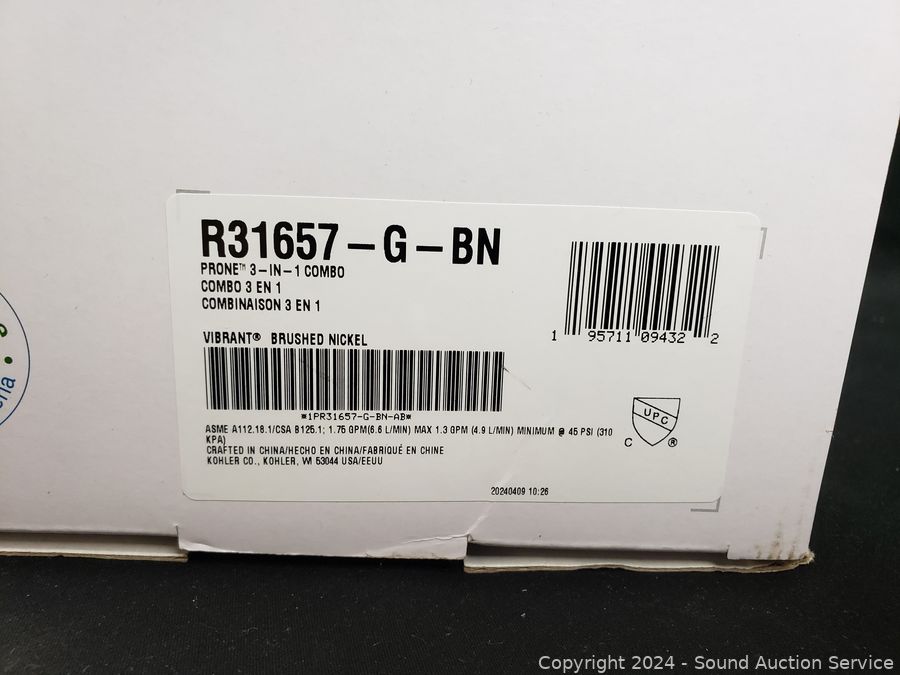 R31657-G-BN
PRONE™ 3-IN-1 COMBO
COMBO 3 EN 1
COMBINAISON 3 EN 1
VIBRANT® BRUSHED NICKEL
1 95711 09432 2
*1PR31657-G-BN-AB*
ASME A112.18.1/CSA B125.1; 1.75 GPM(6.6 L/MIN) MAX 1.3 GPM (4.9 L/MIN) MINIMUM @ 45 PSI (310
KPA)
CRAFTED IN CHINA/HECHO EN CHINA/FABRIQUÉ EN CHINE
KOHLER CO., KOHLER, WI 53044 USA/EEUU
UPC
C ®
20240409 10:26
Copyright 2024 - Sound Auction Service